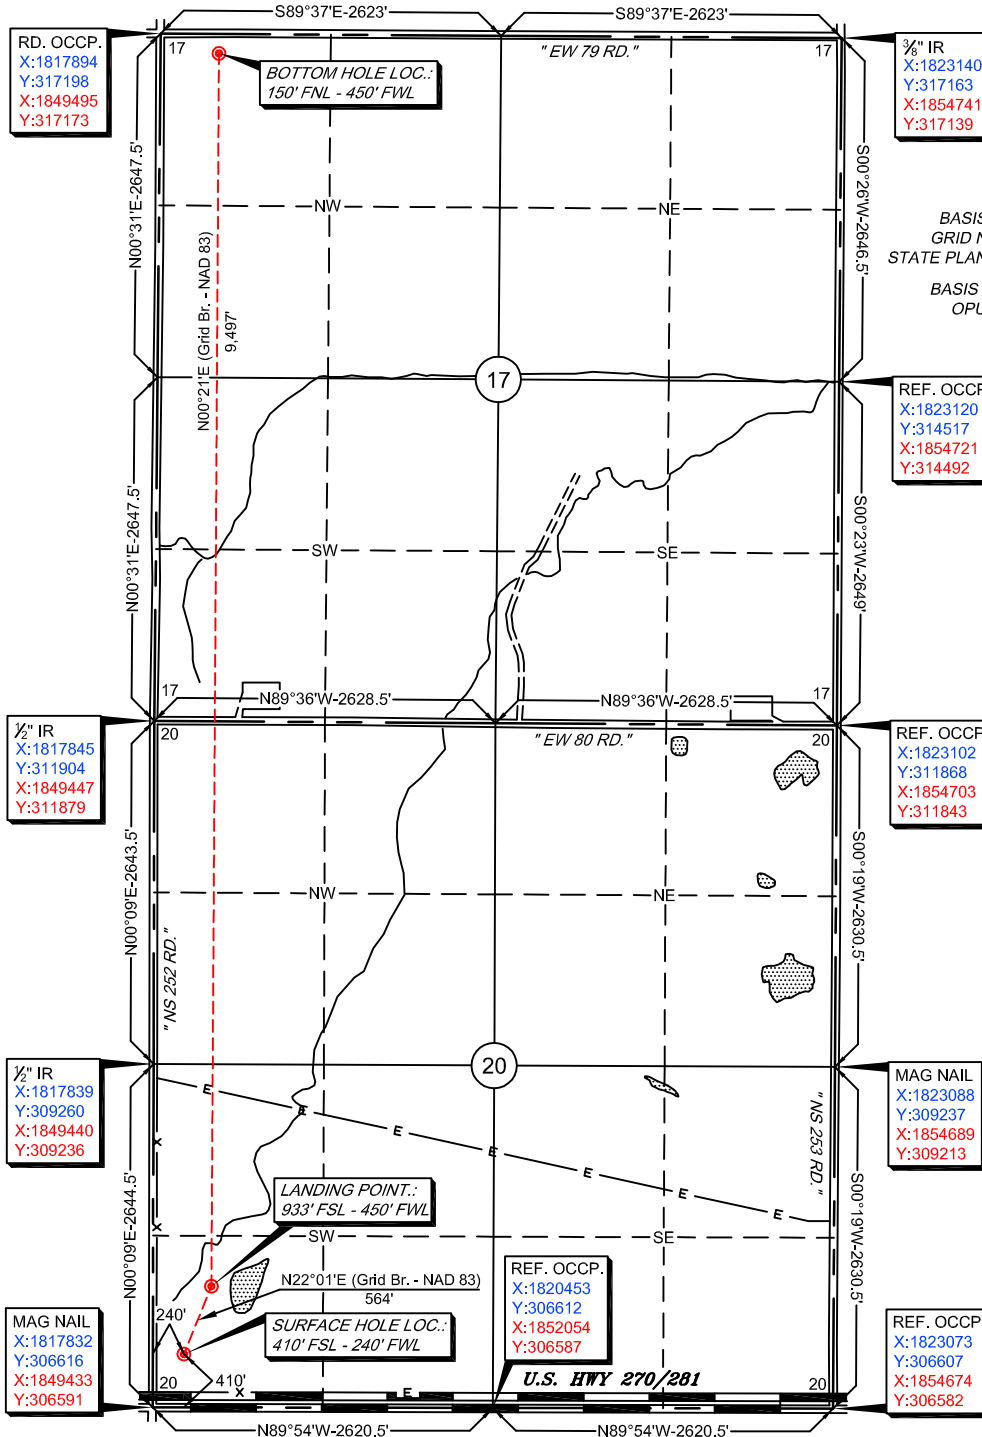 S89°37'E-2623'
S89°37'E-2623'
RD. OCCP.
X:1817894
Y:317198
X:1849495
Y:317173
17
BOTTOM HOLE LOC.:
150' FNL - 450' FWL
" EW 79 RD."
17
⅜" IR
X:1823140
Y:317163
X:1854741
Y:317139
N00°31'E-2647.5'
S00°26'W-2646.5'
NW
NE
BASIS
GRID N
STATE PLAN
BASIS
OPU
N00°21'E (Grid Br. - NAD 83)
9,497'
17
REF. OCCP
X:1823120
Y:314517
X:1854721
Y:314492
N00°31'E-2647.5'
S00°23'W-2649'
SW
SE
17
N89°36'W-2628.5'
N89°36'W-2628.5'
17
½" IR
X:1817845
Y:311904
X:1849447
Y:311879
20
" EW 80 RD."
20
REF. OCCP
X:1823102
Y:311868
X:1854703
Y:311843
N00°09'E-2643.5'
S00°19'W-2630.5'
NW
NE
" NS 252 RD."
20
½" IR
X:1817839
Y:309260
X:1849440
Y:309236
MAG NAIL
X:1823088
Y:309237
X:1854689
Y:309213
E
E
E
E
E
E
E
X
X
" NS 253 RD."
N00°09'E-2644.5'
S00°19'W-2630.5'
LANDING POINT.:
933' FSL - 450' FWL
SW
SE
N22°01'E (Grid Br. - NAD 83)
564'
REF. OCCP.
X:1820453
Y:306612
X:1852054
Y:306587
240'
SURFACE HOLE LOC.:
410' FSL - 240' FWL
MAG NAIL
X:1817832
Y:306616
X:1849433
Y:306591
REF. OCCP
X:1823073
Y:306607
X:1854674
Y:306582
20
410'
X
E
U.S. HWY 270/281
20
N89°54'W-2620.5'
N89°54'W-2620.5'